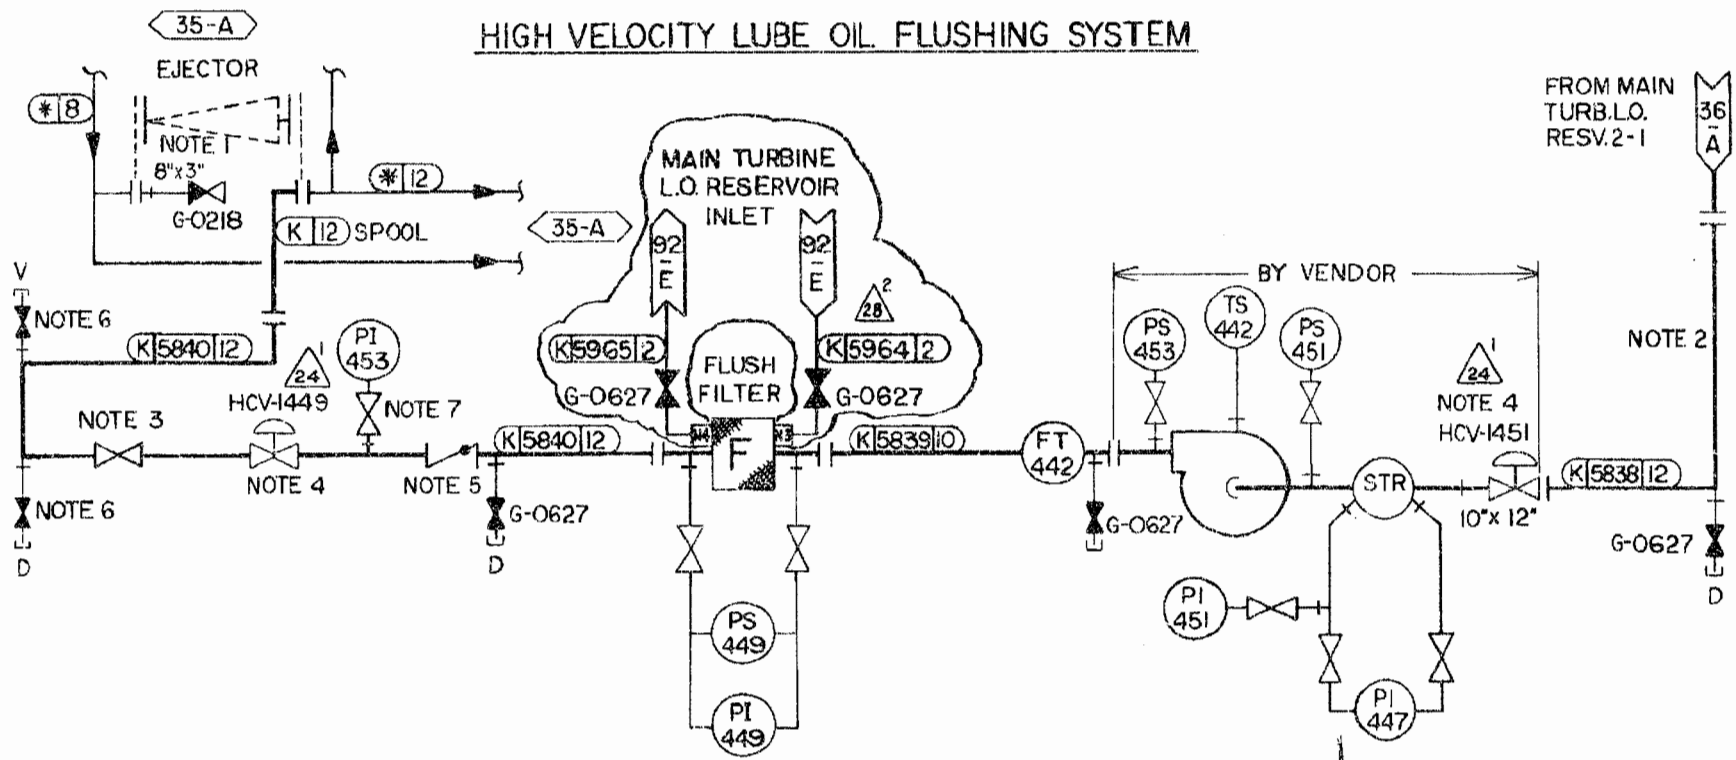 HIGH VELOCITY LUBE OIL FLUSHING SYSTEM
35-A
EJECTOR
* 8
NOTE 1
8"x3"
G-0218
* 12
K 12 SPOOL
35-A
MAIN TURBINE
L.O. RESERVOIR
INLET
92
E
92
E
28
2
FROM MAIN
TURB.L.O.
RESV. 2-1
36
A
BY VENDOR
V
NOTE 6
K 5840 12
24
1
PI
453
K 5965 2
FLUSH
FILTER
K 5964 2
PS
453
TS
442
PS
451
NOTE 2
24
1
NOTE 3
HCV-1449
NOTE 7
G-0627
G-0627
NOTE 4
HCV-1451
K 5840 12
N4
F
N3
K 5839 10
FT
442
STR
K 5838 12
NOTE 4
NOTE 5
NOTE 6
G-0627
G-0627
10"x 12"
G-0627
D
D
D
PS
449
PI
451
PI
449
PI
447